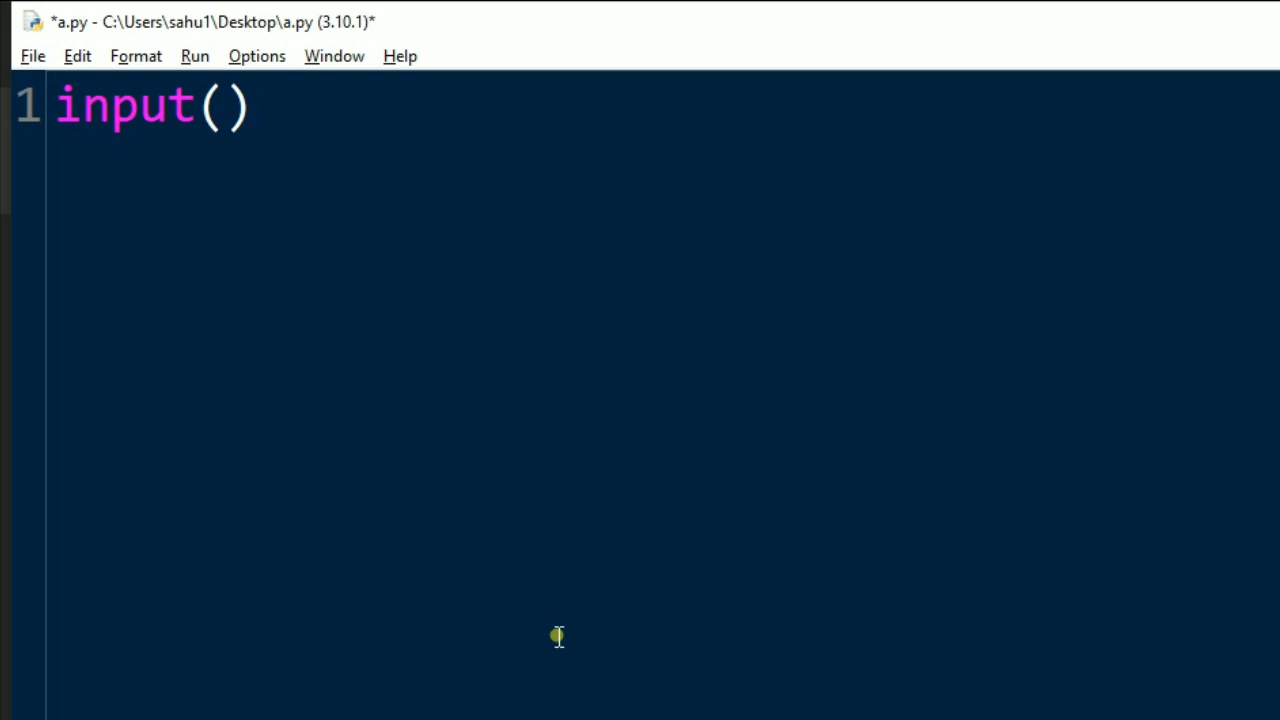 *a.py - C:\Users\sahu1\Desktop\a.py (3.10.1)*
File Edit Format Run Options Window Help
1 input()